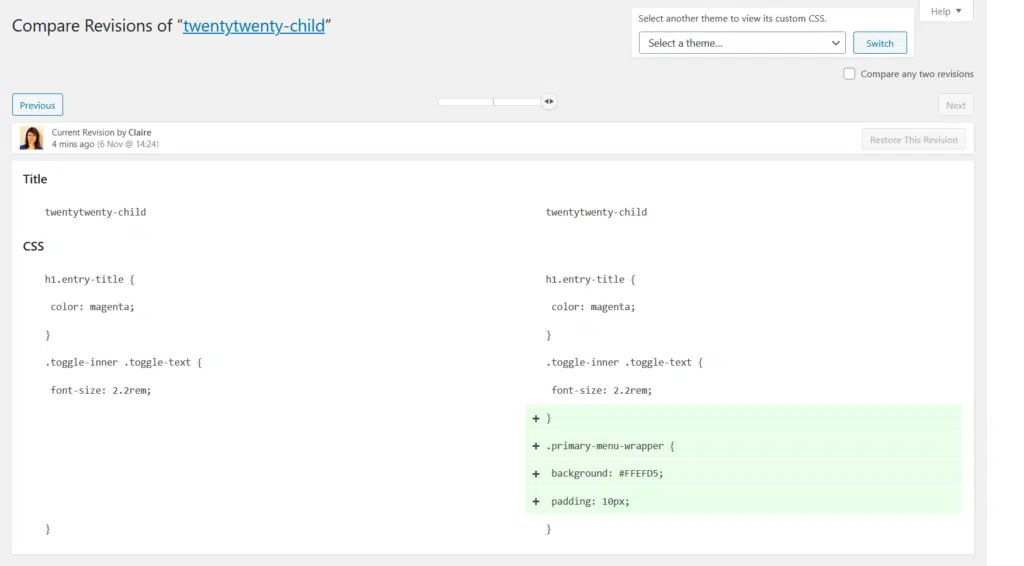 Compare Revisions of “twentytwenty-child”
Help ▼
Select another theme to view its custom CSS.
Select a theme...
Switch
Compare any two revisions
Previous
Next
Current Revision by Claire
4 mins ago (6 Nov @ 14:24)
Restore This Revision
Title
twentytwenty-child twentytwenty-child
CSS
h1.entry-title { h1.entry-title {
color: magenta; color: magenta;
} }
.toggle-inner .toggle-text { .toggle-inner .toggle-text {
font-size: 2.2rem; font-size: 2.2rem;
+ }
+ .primary-menu-wrapper {
+ background: #FFEFD5;
+ padding: 10px;
} }